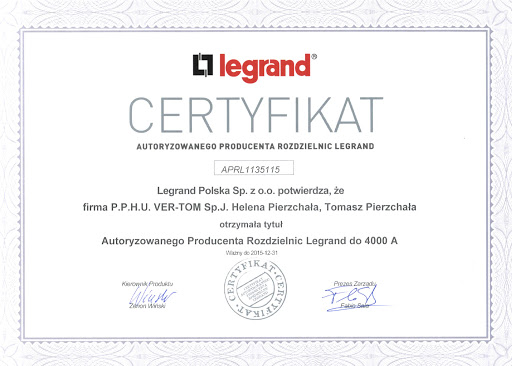 legrand®
CERTYFIKAT
AUTORYZOWANEGO PRODUCENTA ROZDZIELNIC LEGRAND
APRL1135115
Legrand Polska Sp. z o.o. potwierdza, że
firma P.P.H.U. VER-TOM Sp.J. Helena Pierzchała, Tomasz Pierzchała
otrzymała tytuł
Autoryzowanego Producenta Rozdzielnic Legrand do 4000 A
Ważny do 2015-12-31
CERTYFIKAT • CERTYFIKAT •
Kierownik Produktu
Prezes Zarządu
Zenon Wiński